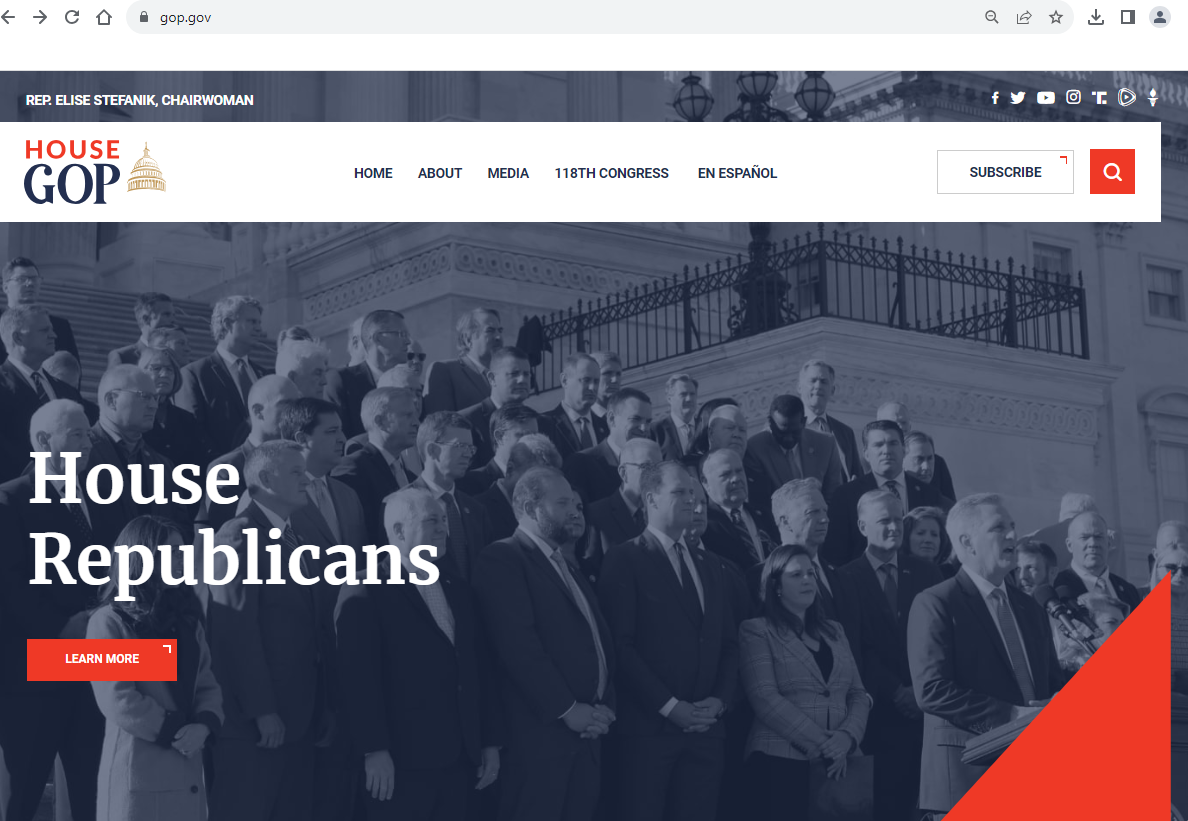 gop.gov
REP. ELISE STEFANIK, CHAIRWOMAN
HOUSE
GOP
HOME ABOUT MEDIA 118TH CONGRESS EN ESPAÑOL
SUBSCRIBE
House
Republicans
LEARN MORE